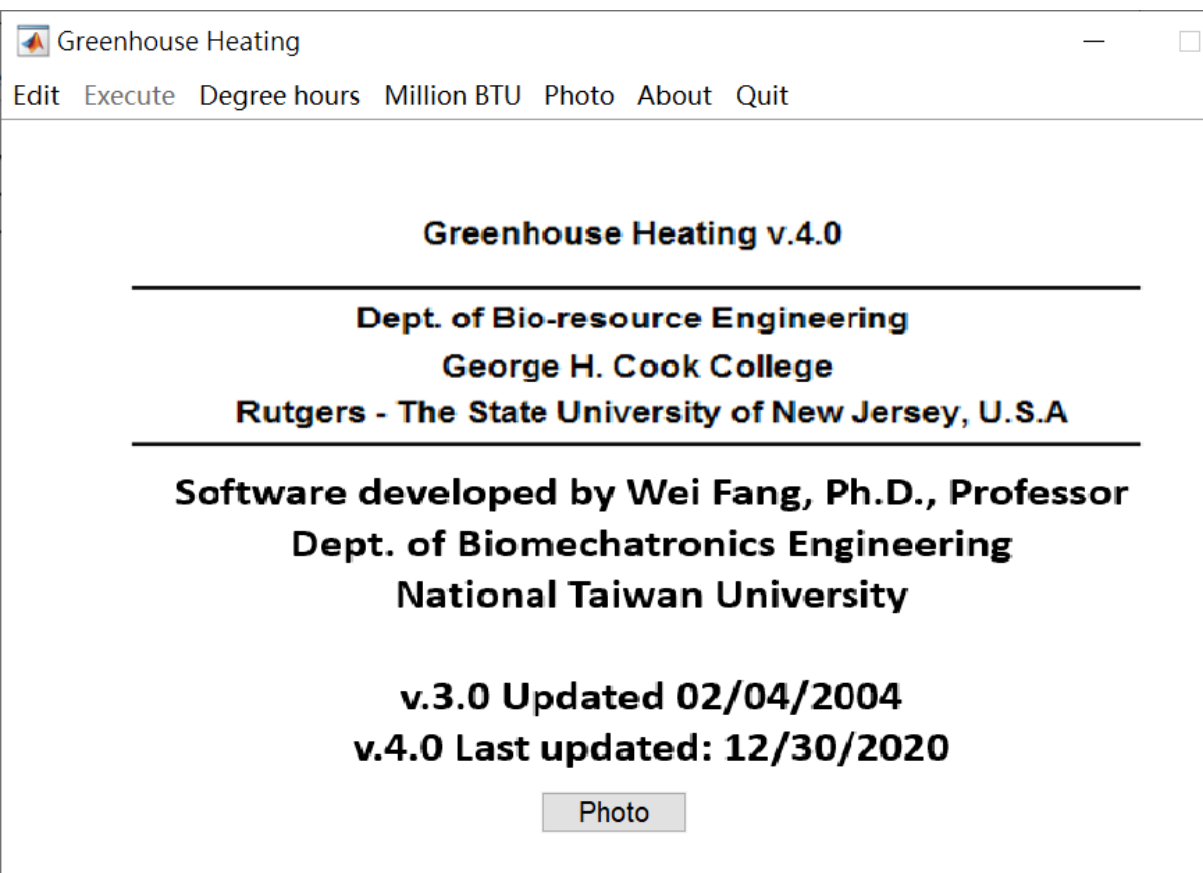 Greenhouse Heating
Edit Execute Degree hours Million BTU Photo About Quit
Greenhouse Heating v.4.0
Dept. of Bio-resource Engineering
George H. Cook College
Rutgers - The State University of New Jersey, U.S.A
Software developed by Wei Fang, Ph.D., Professor
Dept. of Biomechatronics Engineering
National Taiwan University
v.3.0 Updated 02/04/2004
v.4.0 Last updated: 12/30/2020
Photo